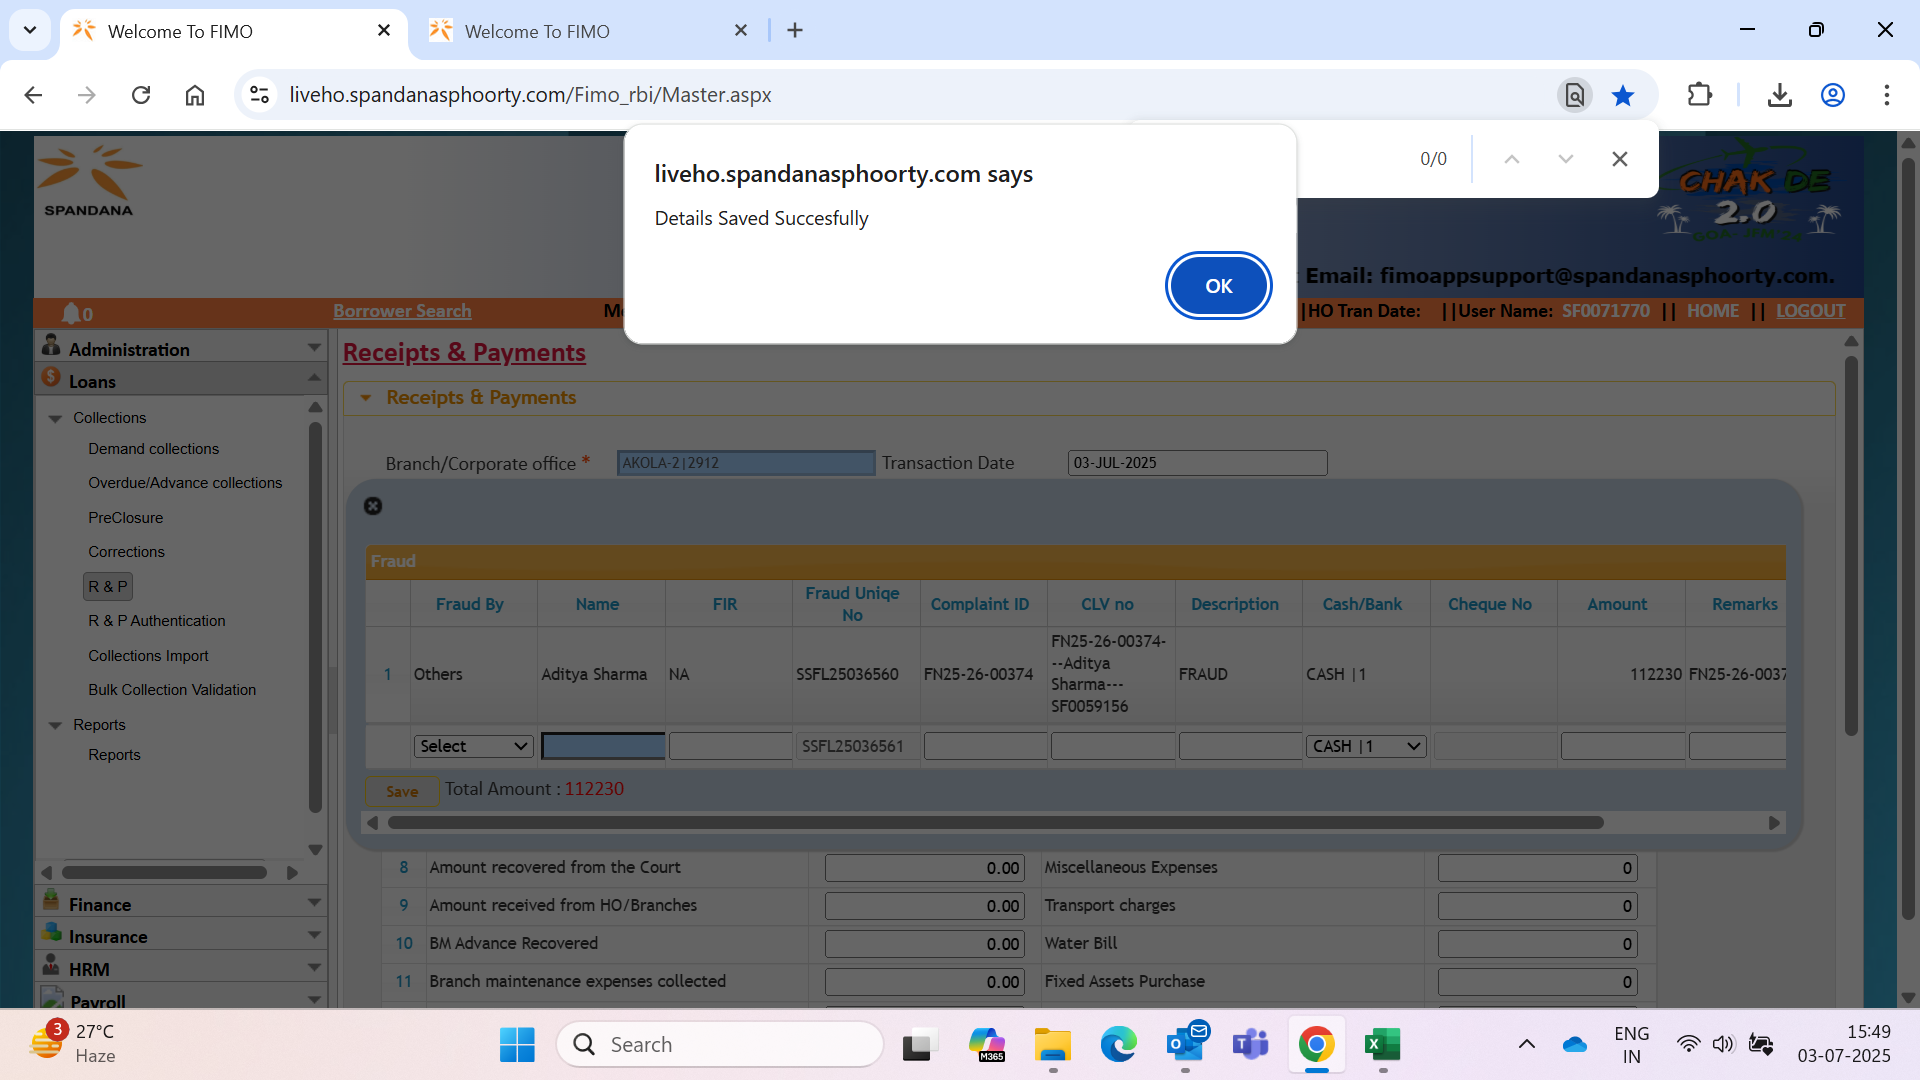 Welcome To FIMO
Welcome To FIMO
liveho.spandanasphoorty.com/Fimo_rbi/Master.aspx
0/0
liveho.spandanasphoorty.com says
Details Saved Succesfully
OK
SPANDANA
CHAK DE
2.0
Email: fimoappsupport@spandanasphoorty.com.
0
Borrower Search
|HO Tran Date: ||User Name: SF0071770 || HOME || LOGOUT
Administration
Loans
Collections
Demand collections
Overdue/Advance collections
PreClosure
Corrections
R & P
R & P Authentication
Collections Import
Bulk Collection Validation
Reports
Reports
Finance
Insurance
HRM
Payroll
Receipts & Payments
Receipts & Payments
Branch/Corporate office * AKOLA-2|2912 Transaction Date 03-JUL-2025
Fraud
Fraud By Name FIR Fraud Uniqe No Complaint ID CLV no Description Cash/Bank Cheque No Amount Remarks
1 Others Aditya Sharma NA SSFL25036560 FN25-26-00374 FN25-26-00374---Aditya Sharma---SF0059156 FRAUD CASH |1 112230 FN25-26-0037
Select SSFL25036561 CASH |1
Save Total Amount : 112230
8 Amount recovered from the Court 0.00 Miscellaneous Expenses 0
9 Amount received from HO/Branches 0.00 Transport charges 0
10 BM Advance Recovered 0.00 Water Bill 0
11 Branch maintenance expenses collected 0.00 Fixed Assets Purchase 0
3
27°C
Haze
Search
M365
ENG
IN
15:49
03-07-2025